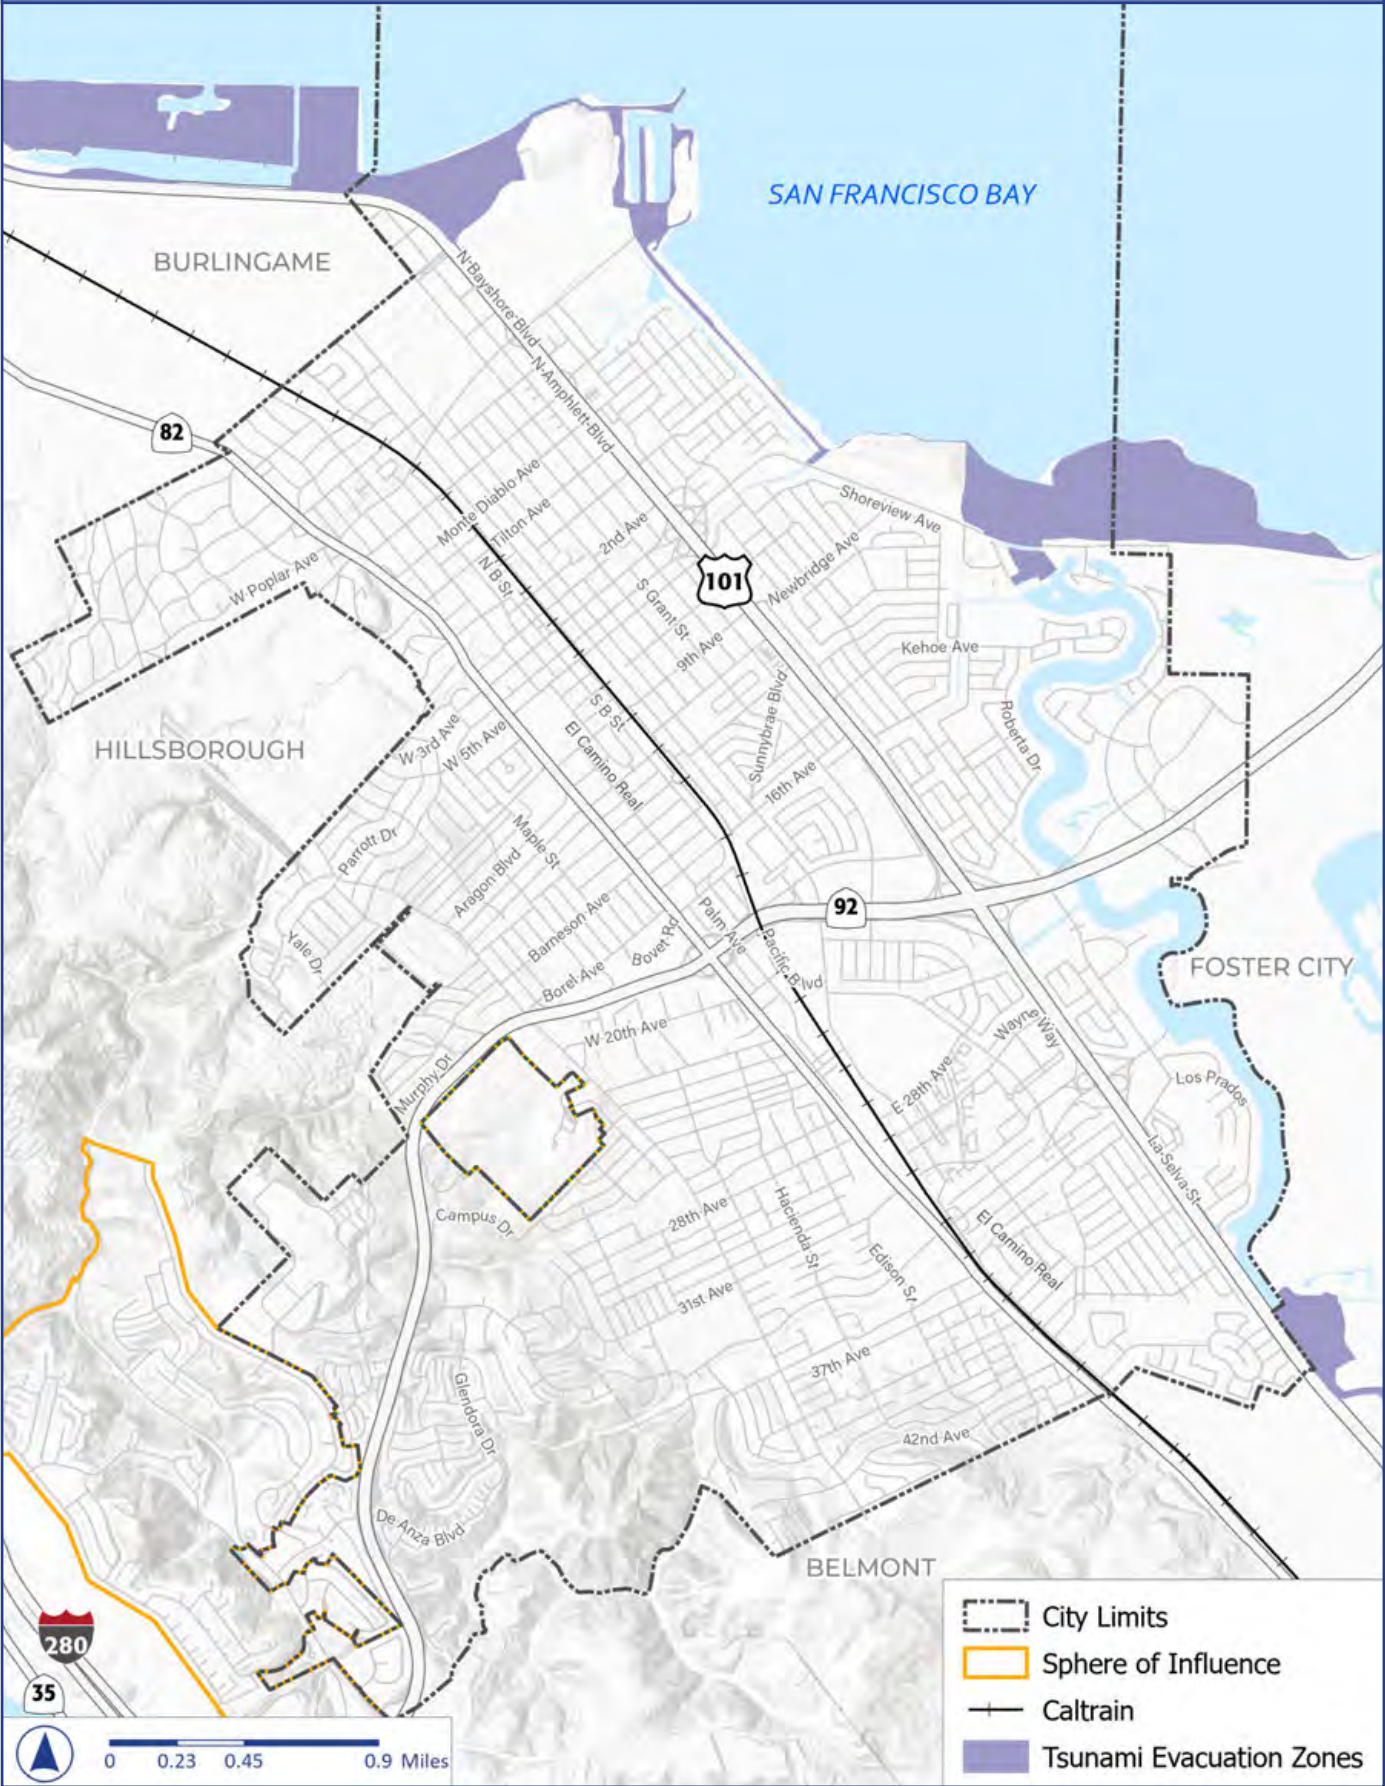 SAN FRANCISCO BAY
BURLINGAME
N Bayshore Blvd
N Amphlett Blvd
82
Monte Diablo Ave
Tilton Ave
2nd Ave
Shoreview Ave
N B St
101
Newbridge Ave
W Poplar Ave
S Grant St
9th Ave
Kehoe Ave
S B St
Sunnybrae Blvd
Roberta Dr
HILLSBOROUGH
W 3rd Ave
W 5th Ave
El Camino Real
16th Ave
Parrott Dr
Maple St
Aragon Blvd
92
Barneson Ave
Palm Ave
Yale Dr
Bovet Rd
Pacific Blvd
Borel Ave
FOSTER CITY
W 20th Ave
Wayne Way
Murphy Dr
E 28th Ave
Los Prados
La Selva St
Campus Dr
28th Ave
Hacienda St
El Camino Real
Edison St
31st Ave
37th Ave
Glendora Dr
42nd Ave
De Anza Blvd
BELMONT
280
35
City Limits
Sphere of Influence
Caltrain
Tsunami Evacuation Zones
0 0.23 0.45 0.9 Miles